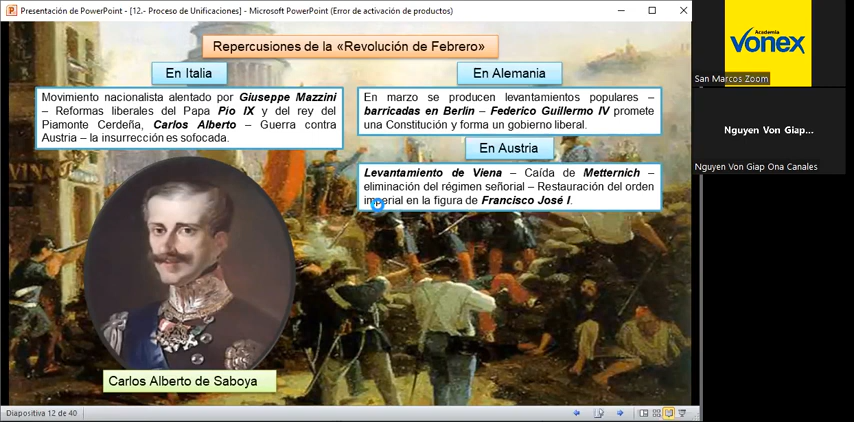 Presentación de PowerPoint - [12.- Proceso de Unificaciones] - Microsoft PowerPoint (Error de activación de productos)
Repercusiones de la «Revolución de Febrero»
En Italia
Movimiento nacionalista alentado por Giuseppe Mazzini
– Reformas liberales del Papa Pio IX y del rey del
Piamonte Cerdeña, Carlos Alberto – Guerra contra
Austria – la insurrección es sofocada.
En Alemania
En marzo se producen levantamientos populares –
barricadas en Berlin – Federico Guillermo IV promete
una Constitución y forma un gobierno liberal.
En Austria
Levantamiento de Viena – Caída de Metternich –
eliminación del régimen señorial – Restauración del orden
imperial en la figura de Francisco José I.
Carlos Alberto de Saboya
Diapositiva 12 de 40
Academia
VONEX
San Marcos Zoom
Nguyen Von Giap...
Nguyen Von Giap Ona Canales